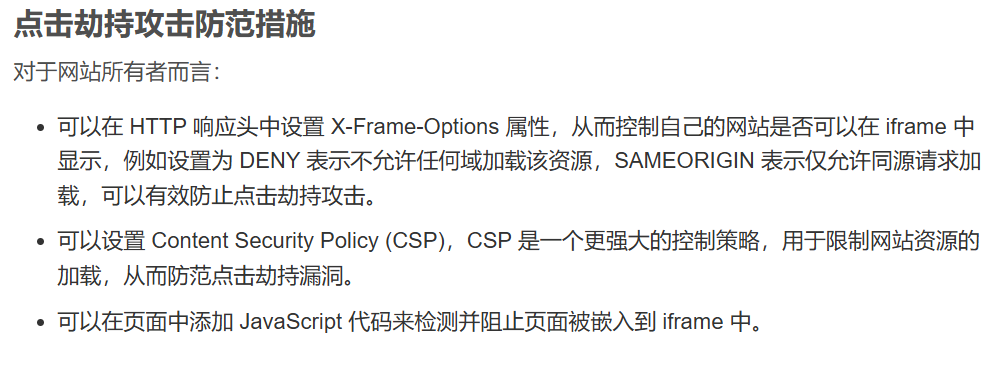 点击劫持攻击防范措施
对于网站所有者而言：
• 可以在 HTTP 响应头中设置 X-Frame-Options 属性，从而控制自己的网站是否可以在 iframe 中
显示，例如设置为 DENY 表示不允许任何域加载该资源，SAMEORIGIN 表示仅允许同源请求加
载，可以有效防止点击劫持攻击。
• 可以设置 Content Security Policy (CSP)，CSP 是一个更强大的控制策略，用于限制网站资源的
加载，从而防范点击劫持漏洞。
• 可以在页面中添加 JavaScript 代码来检测并阻止页面被嵌入到 iframe 中。